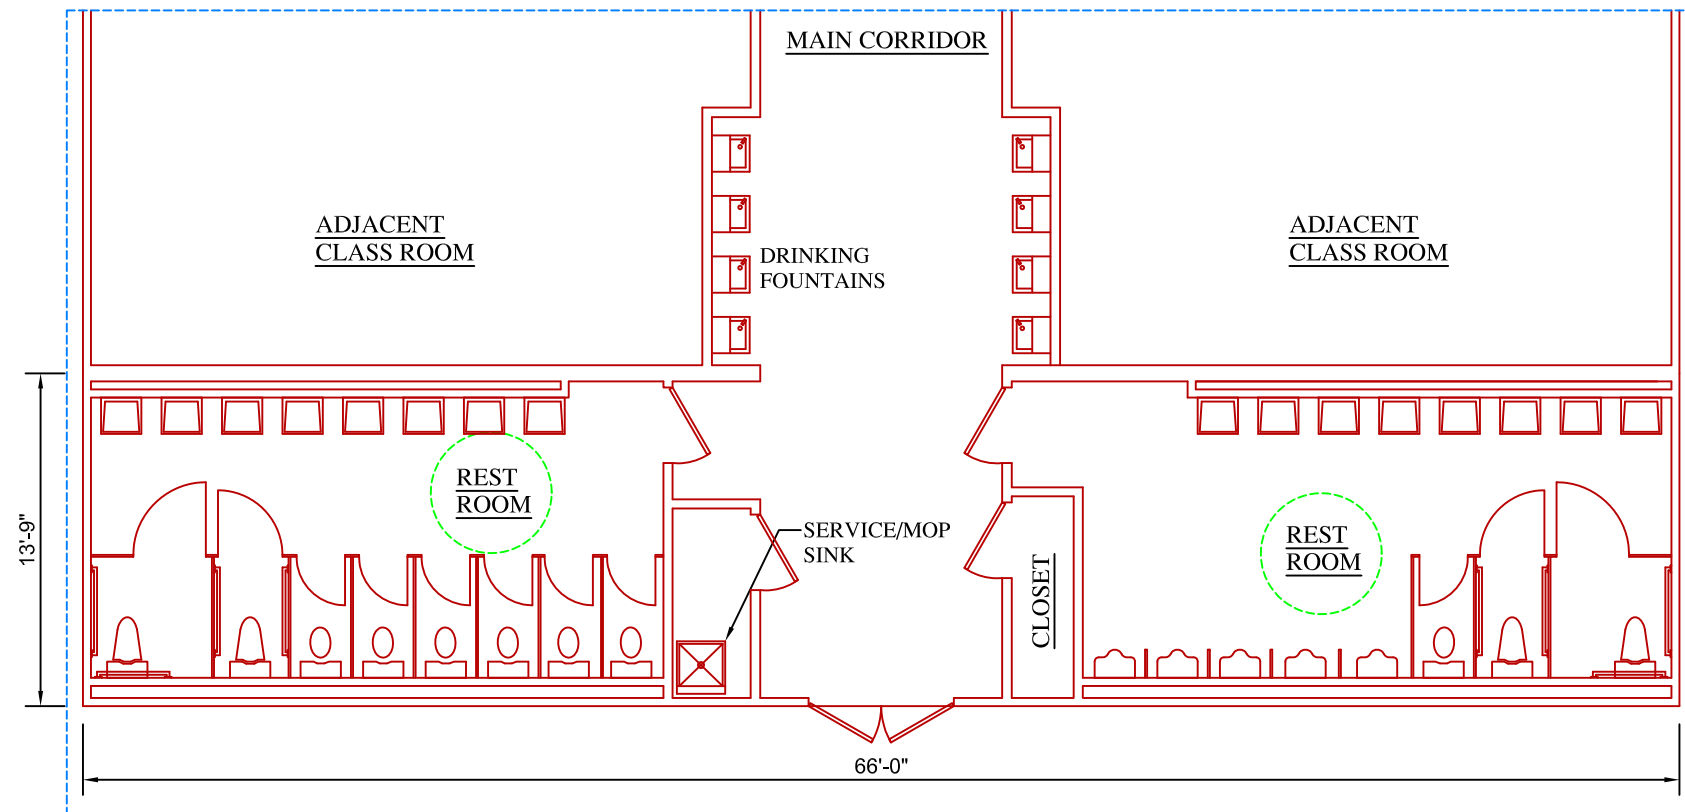 MAIN CORRIDOR
ADJACENT
CLASS ROOM
DRINKING
FOUNTAINS
ADJACENT
CLASS ROOM
REST
ROOM
SERVICE/MOP
SINK
CLOSET
REST
ROOM
13'-9"
66'-0"